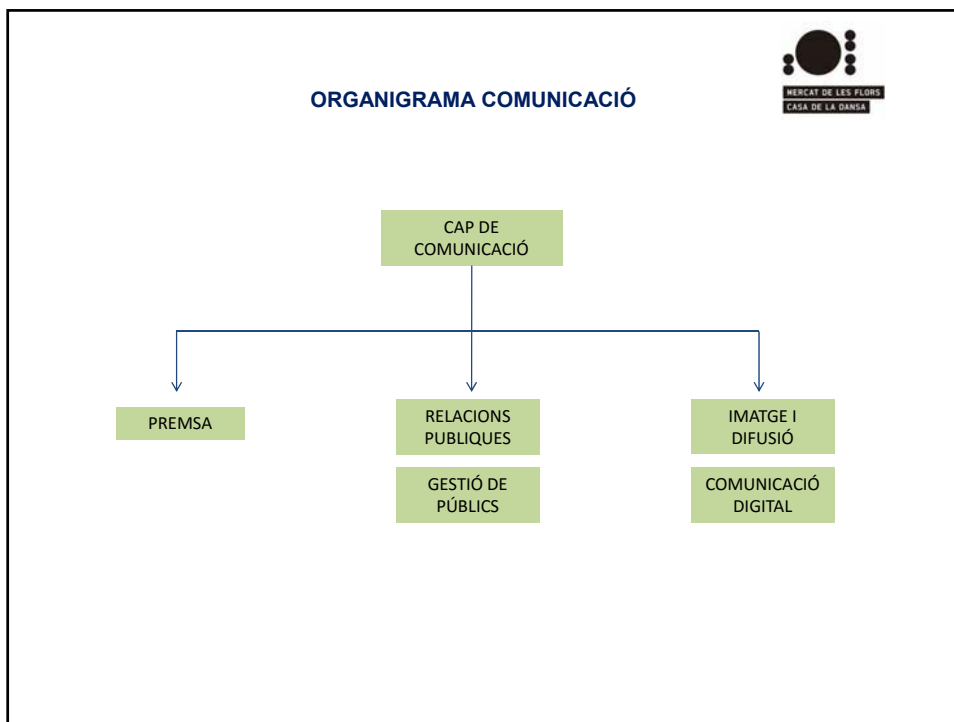 MERCAT DE LES FLORS
CASA DE LA DANSA
ORGANIGRAMA COMUNICACIÓ
CAP DE
COMUNICACIÓ
PREMSA
RELACIONS
PUBLIQUES
GESTIÓ DE
PÚBLICS
IMATGE I
DIFUSIÓ
COMUNICACIÓ
DIGITAL